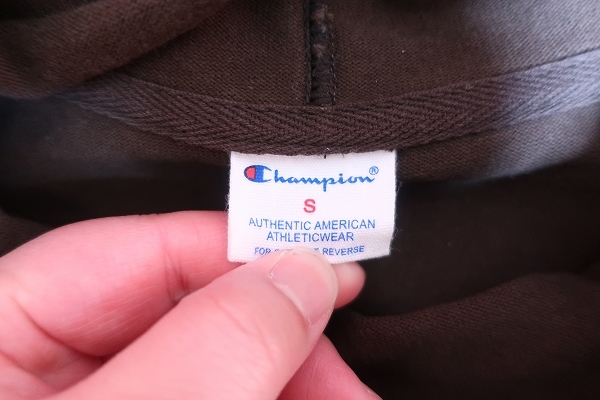 Champion®
S
AUTHENTIC AMERICAN
ATHLETICWEAR
FOR REVERSE